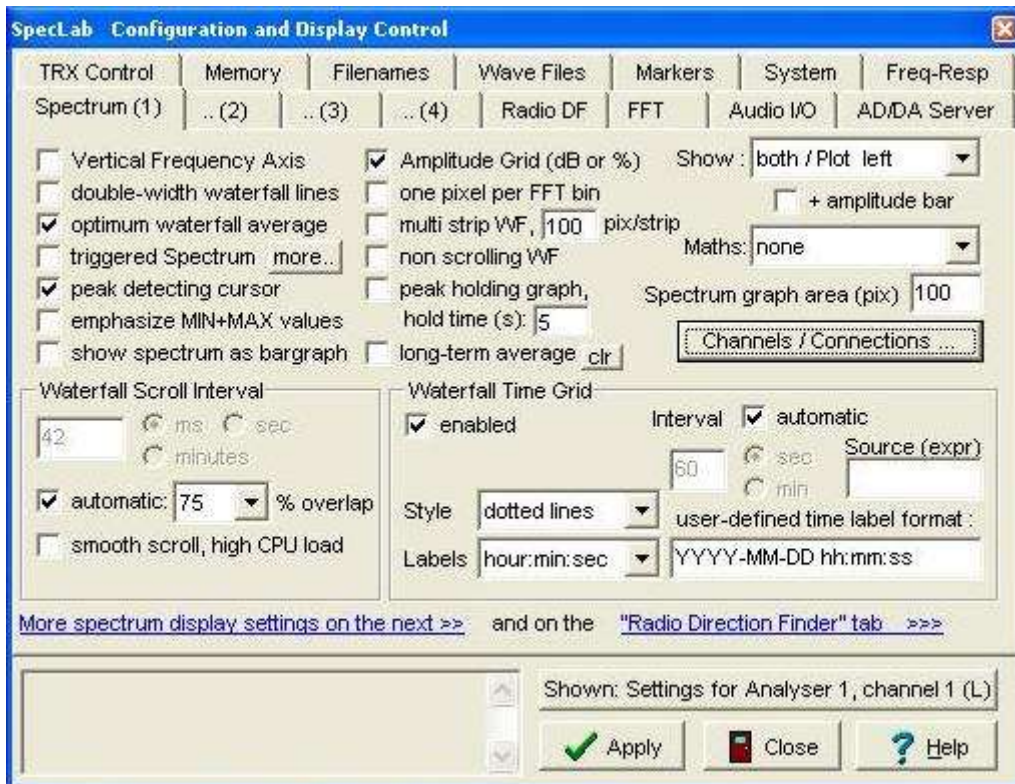 SpecLab Configuration and Display Control
TRX Control Memory Filenames Wave Files Markers System Freq-Resp
Spectrum (1) .. (2) .. (3) ... (4) Radio DF FFT Audio I/O AD/DA Server
Vertical Frequency Axis
double-width waterfall lines
optimum waterfall average
triggered Spectrum more..
peak detecting cursor
emphasize MIN+MAX values
show spectrum as bargraph
Amplitude Grid (dB or %)
one pixel per FFT bin
multi strip WF, 100 pix/strip
non scrolling WF
peak holding graph,
hold time (s): 5
long-term average clr
Show : both / Plot left
+ amplitude bar
Maths: none
Spectrum graph area (pix) 100
Channels / Connections ...
Waterfall Scroll Interval
42 ms sec
minutes
automatic: 75 % overlap
smooth scroll, high CPU load
Waterfall Time Grid
enabled
Interval automatic
60 sec
min
Source (expr)
Style dotted lines
Labels hour:min:sec
user-defined time label format :
YYYY-MM-DD hh:mm:ss
More spectrum display settings on the next >> and on the "Radio Direction Finder" tab >>>
Shown: Settings for Analyser 1, channel 1 (L)
Apply Close Help